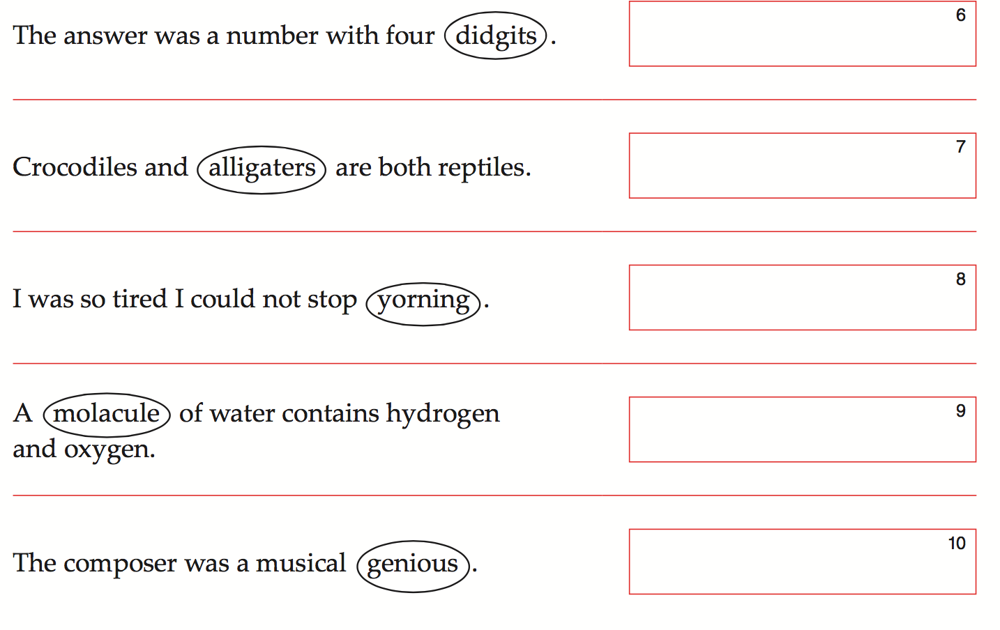 The answer was a number with four didgits.
6
Crocodiles and alligaters are both reptiles.
7
I was so tired I could not stop yorning.
8
A molacule of water contains hydrogen
and oxygen.
9
The composer was a musical genious.
10